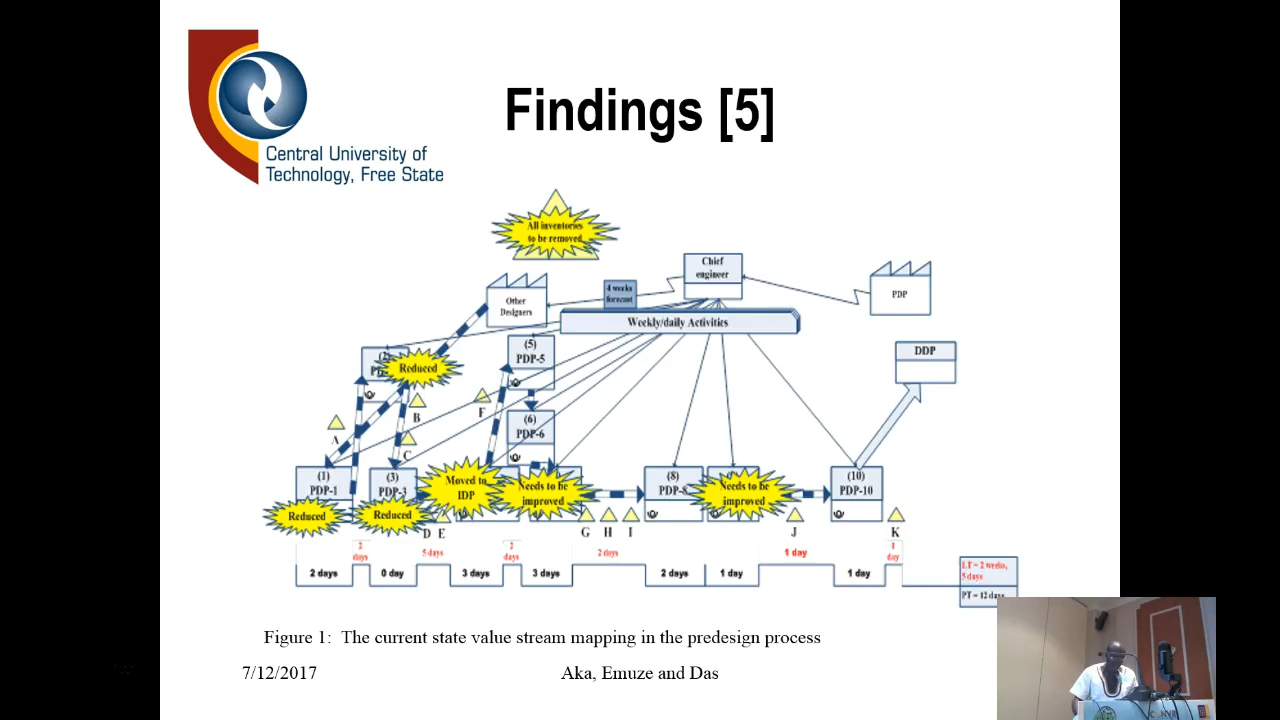 Findings [5]
Central University of
Technology, Free State
All inventories
to be removed
Chief
engineer
4 weeks
forecast
PDP
Other
Designers
Weekly/daily Activities
(5)
PDP-5
DDP
Reduced
B
F
A
C
(6)
PDP-6
(1)
PDP-1
(3)
PDP-3
Moved to
IDP
Needs to be
improved
(8)
PDP-8
Needs to be
improved
(10)
PDP-10
Reduced
Reduced
D E
G H I
J
K
2
days
5 days
2
days
2 days
1 day
1
day
2 days
0 day
3 days
3 days
2 days
1 day
1 day
LT = 2 weeks,
5 days
PT = 12 days
Figure 1: The current state value stream mapping in the predesign process
7/12/2017
Aka, Emuze and Das